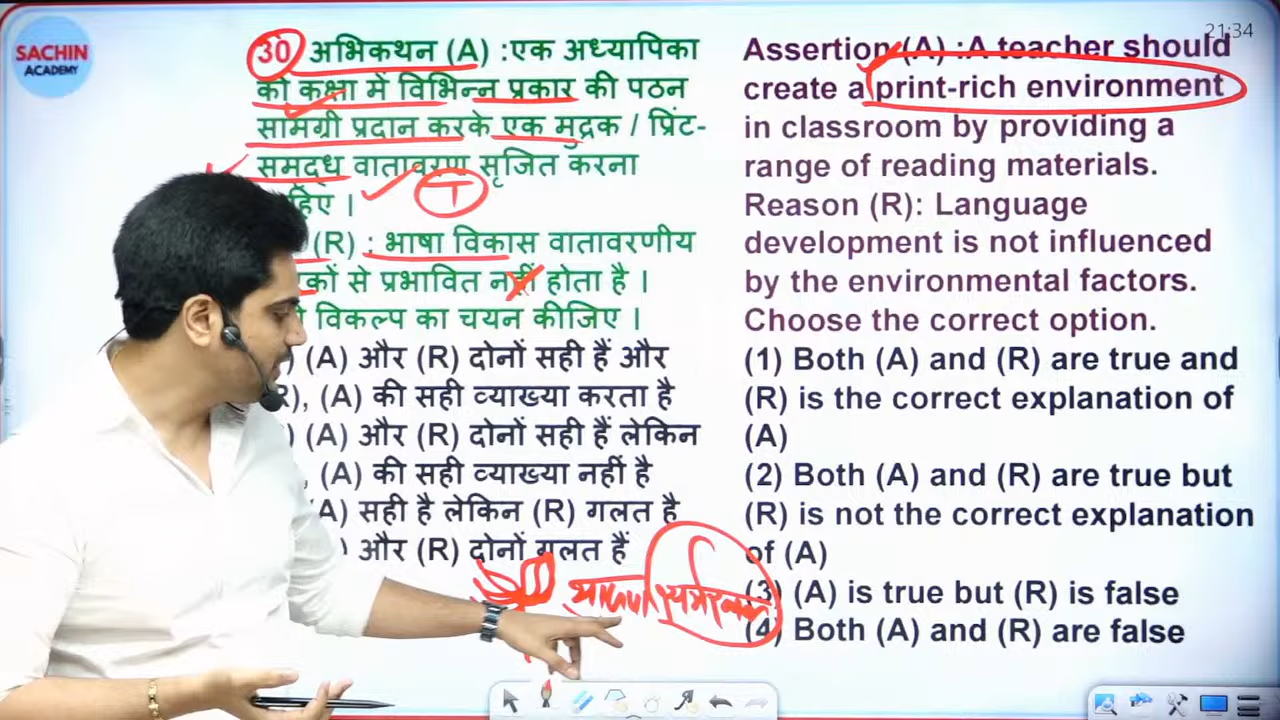 SACHIN
ACADEMY
21:34
30 अभिकथन (A) : एक अध्यापिका
को कक्षा में विभिन्न प्रकार की पठन
सामग्री प्रदान करके एक मुद्रक / प्रिंट-
समृद्ध वातावरण सृजित करना
T
(R) : भाषा विकास वातावरणीय
से प्रभावित नहीं होता है ।
विकल्प का चयन कीजिए ।
(A) और (R) दोनों सही हैं और
(A) की सही व्याख्या करता है
(A) और (R) दोनों सही हैं लेकिन
(A) की सही व्याख्या नहीं है
सही है लेकिन (R) गलत है
और (R) दोनों गलत हैं
Assertion (A) :A teacher should
create a print-rich environment
in classroom by providing a
range of reading materials.
Reason (R): Language
development is not influenced
by the environmental factors.
Choose the correct option.
(1) Both (A) and (R) are true and
(R) is the correct explanation of
(A)
(2) Both (A) and (R) are true but
(R) is not the correct explanation
of (A)
(3) (A) is true but (R) is false
(4) Both (A) and (R) are false